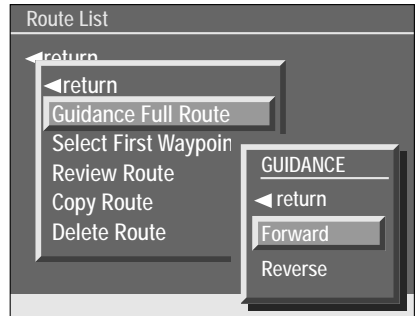 Route List
return
return
Guidance Full Route
Select First Waypoin
Review Route
Copy Route
Delete Route
GUIDANCE
return
Forward
Reverse